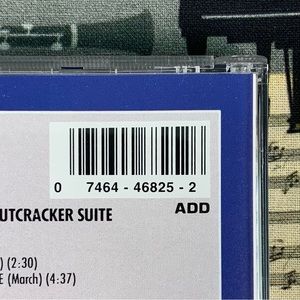 0 7464 - 46825 - 2
ADD
UTCRACKER SUITE
) (2:30)
E (March) (4:37)